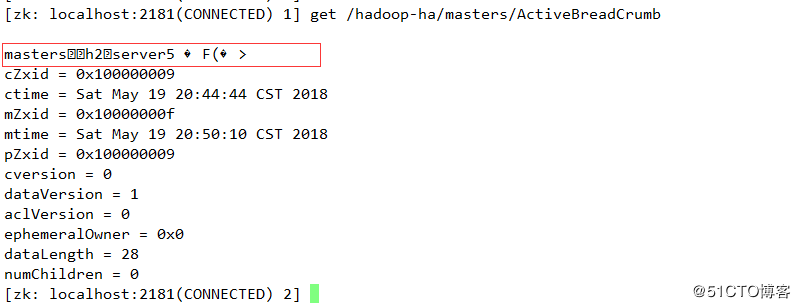 [zk: localhost:2181(CONNECTED) 1] get /hadoop-ha/masters/ActiveBreadCrumb
masters��h2�server5 � F(� >
cZxid = 0x100000009
ctime = Sat May 19 20:44:44 CST 2018
mZxid = 0x10000000f
mtime = Sat May 19 20:50:10 CST 2018
pZxid = 0x100000009
cversion = 0
dataVersion = 1
aclVersion = 0
ephemeralOwner = 0x0
dataLength = 28
numChildren = 0
[zk: localhost:2181(CONNECTED) 2]
@51CTO博客